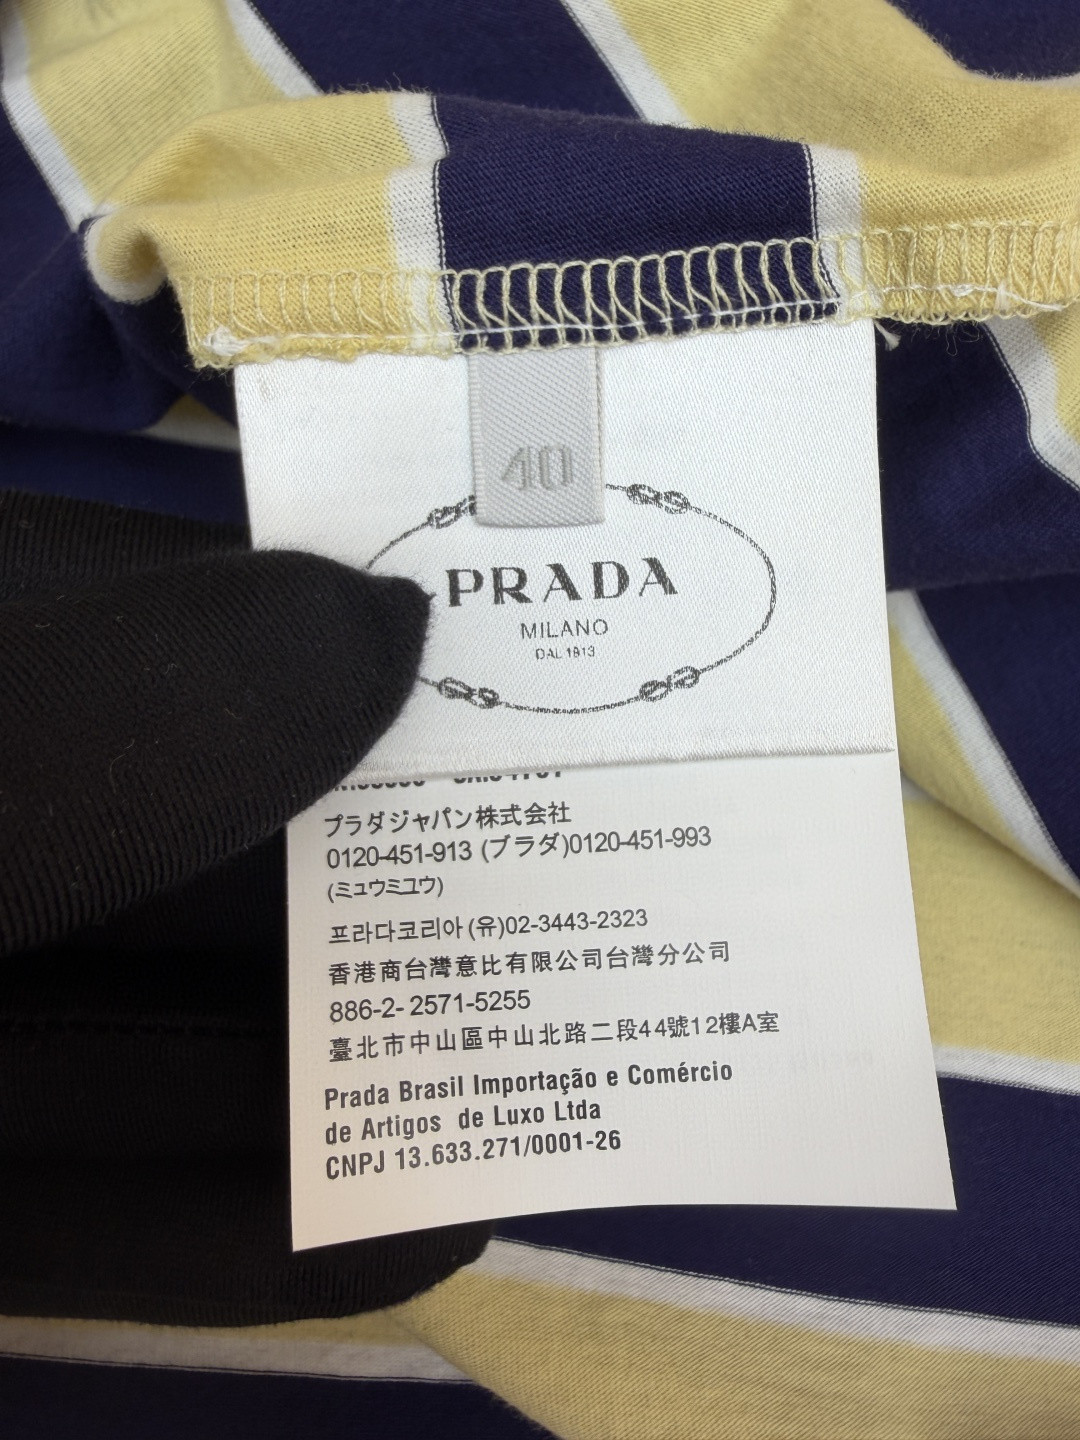 40
PRADA
MILANO
DAL 1913
プラダジャパン株式会社
0120-451-913 (プラダ)0120-451-993
(ミュウミュウ)
프라다코리아(유)02-3443-2323
香港商台灣意比有限公司台灣分公司
886-2- 2571-5255
臺北市中山區中山北路二段44號12樓A室
Prada Brasil Importação e Comércio
de Artigos de Luxo Ltda
CNPJ 13.633.271/0001-26